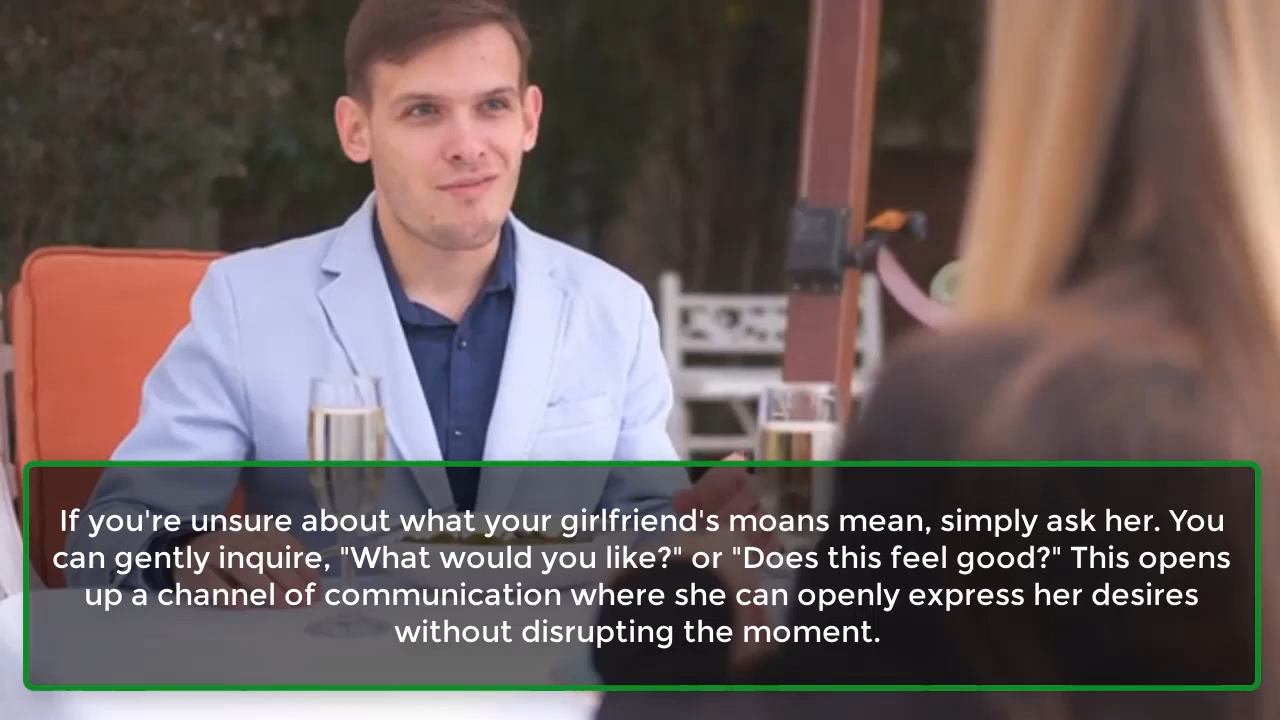 If you're unsure about what your girlfriend's moans mean, simply ask her. You
can gently inquire, "What would you like?" or "Does this feel good?" This opens
up a channel of communication where she can openly express her desires
without disrupting the moment.